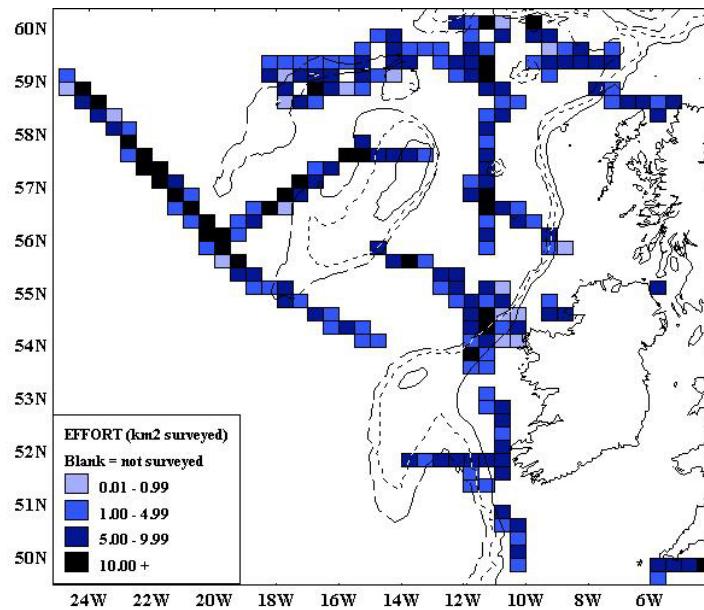 60N
59N
58N
57N
56N
55N
54N
53N
52N
51N
50N
EFFORT (km2 surveyed)
Blank = not surveyed
0.01 - 0.99
1.00 - 4.99
5.00 - 9.99
10.00 +
24W 22W 20W 18W 16W 14W 12W 10W 8W 6W